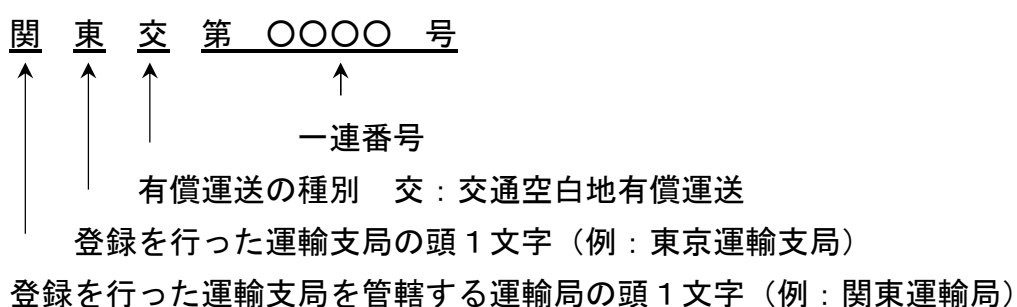 関 東 交 第 〇〇〇〇 号
一連番号
有償運送の種別 交:交通空白地有償運送
登録を行った運輸支局の頭1文字(例:東京運輸支局)
登録を行った運輸支局を管轄する運輸局の頭1文字(例:関東運輸局)